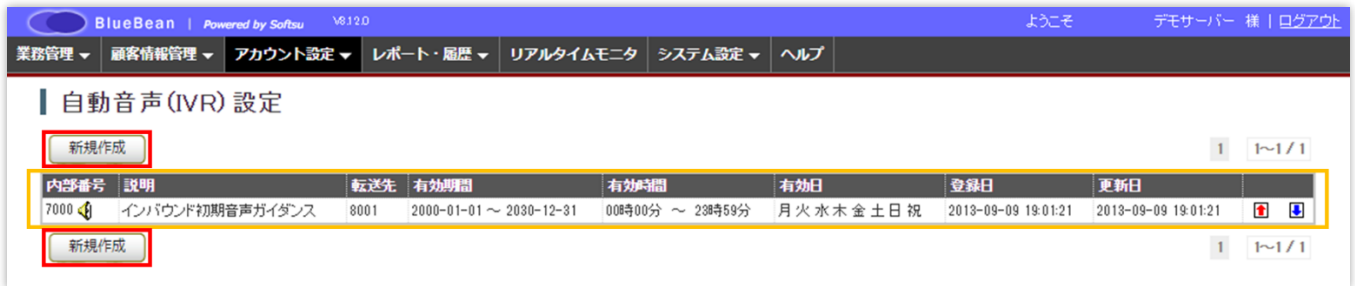 BlueBean | Powered by Softsu V8.12.0 ようこそ デモサーバー 様 | ログアウト
業務管理 顧客情報管理 アカウント設定 レポート・履歴 リアルタイムモニタ システム設定 ヘルプ
自動音声(IVR)設定
新規作成 1 1～1 / 1
内部番号 説明 転送先 有効期間 有効時間 有効日 登録日 更新日
7000 インバウンド初期音声ガイダンス 8001 2000-01-01 ～ 2030-12-31 00時00分 ～ 23時59分 月 火 水 木 金 土 日 祝 2013-09-09 19:01:21 2013-09-09 19:01:21
新規作成 1 1～1 / 1